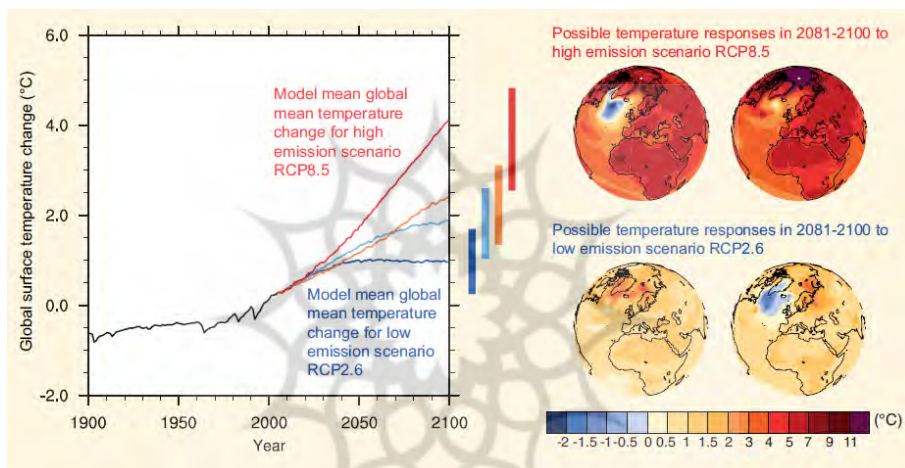 6.0
4.0
2.0
0.0
-2.0
Global surface temperature change (°C)
1900
1950
2000
2050
2100
Year
Model mean global
mean temperature
change for high
emission scenario
RCP8.5
Model mean global
mean temperature
change for low
emission scenario
RCP2.6
Possible temperature responses in 2081-2100 to
high emission scenario RCP8.5
Possible temperature responses in 2081-2100 to
low emission scenario RCP2.6
(°C)
-2 -1.5 -1 -0.5 0 0.5 1 1.5 2 3 4 5 7 9 11